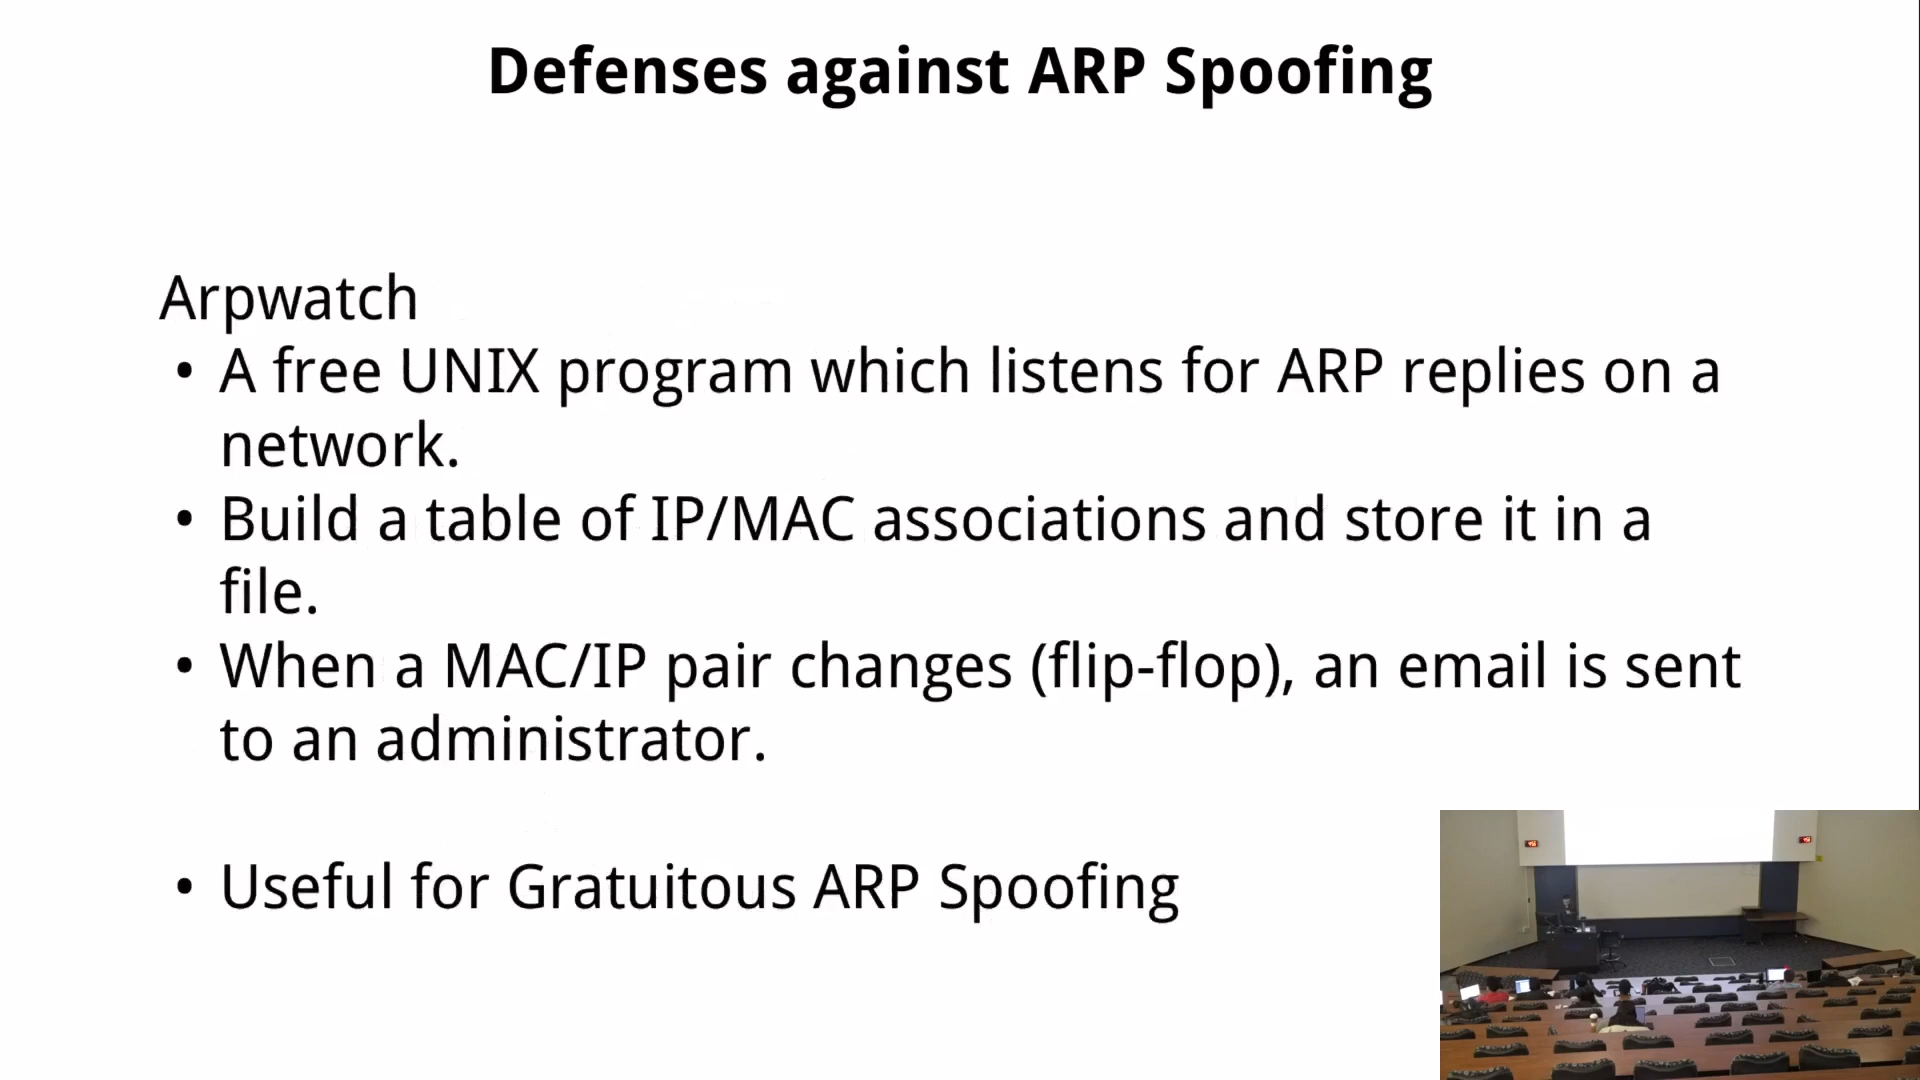 Defenses against ARP Spoofing
Arpwatch
• A free UNIX program which listens for ARP replies on a
network.
• Build a table of IP/MAC associations and store it in a
file.
• When a MAC/IP pair changes (flip-flop), an email is sent
to an administrator.
• Useful for Gratuitous ARP Spoofing